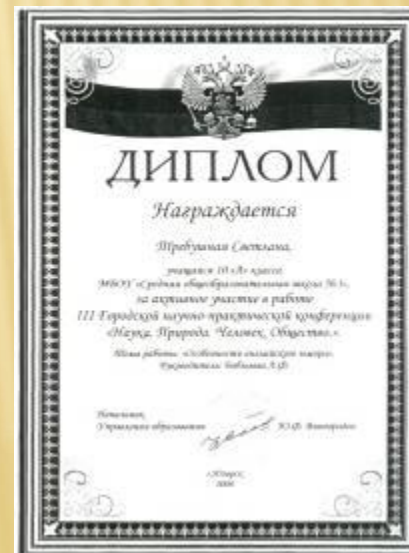 ДИПЛОМ
Награждается
Требушная Светлана,
учащаяся 10 «А» класса
МБОУ «Средняя общеобразовательная школа №3»,
за активное участие в работе
III Городской научно-практической конференции
«Наука. Природа. Человек. Общество.»
Тема работы: «Особенности английского юмора»
Руководитель:
Начальник
Управления образования